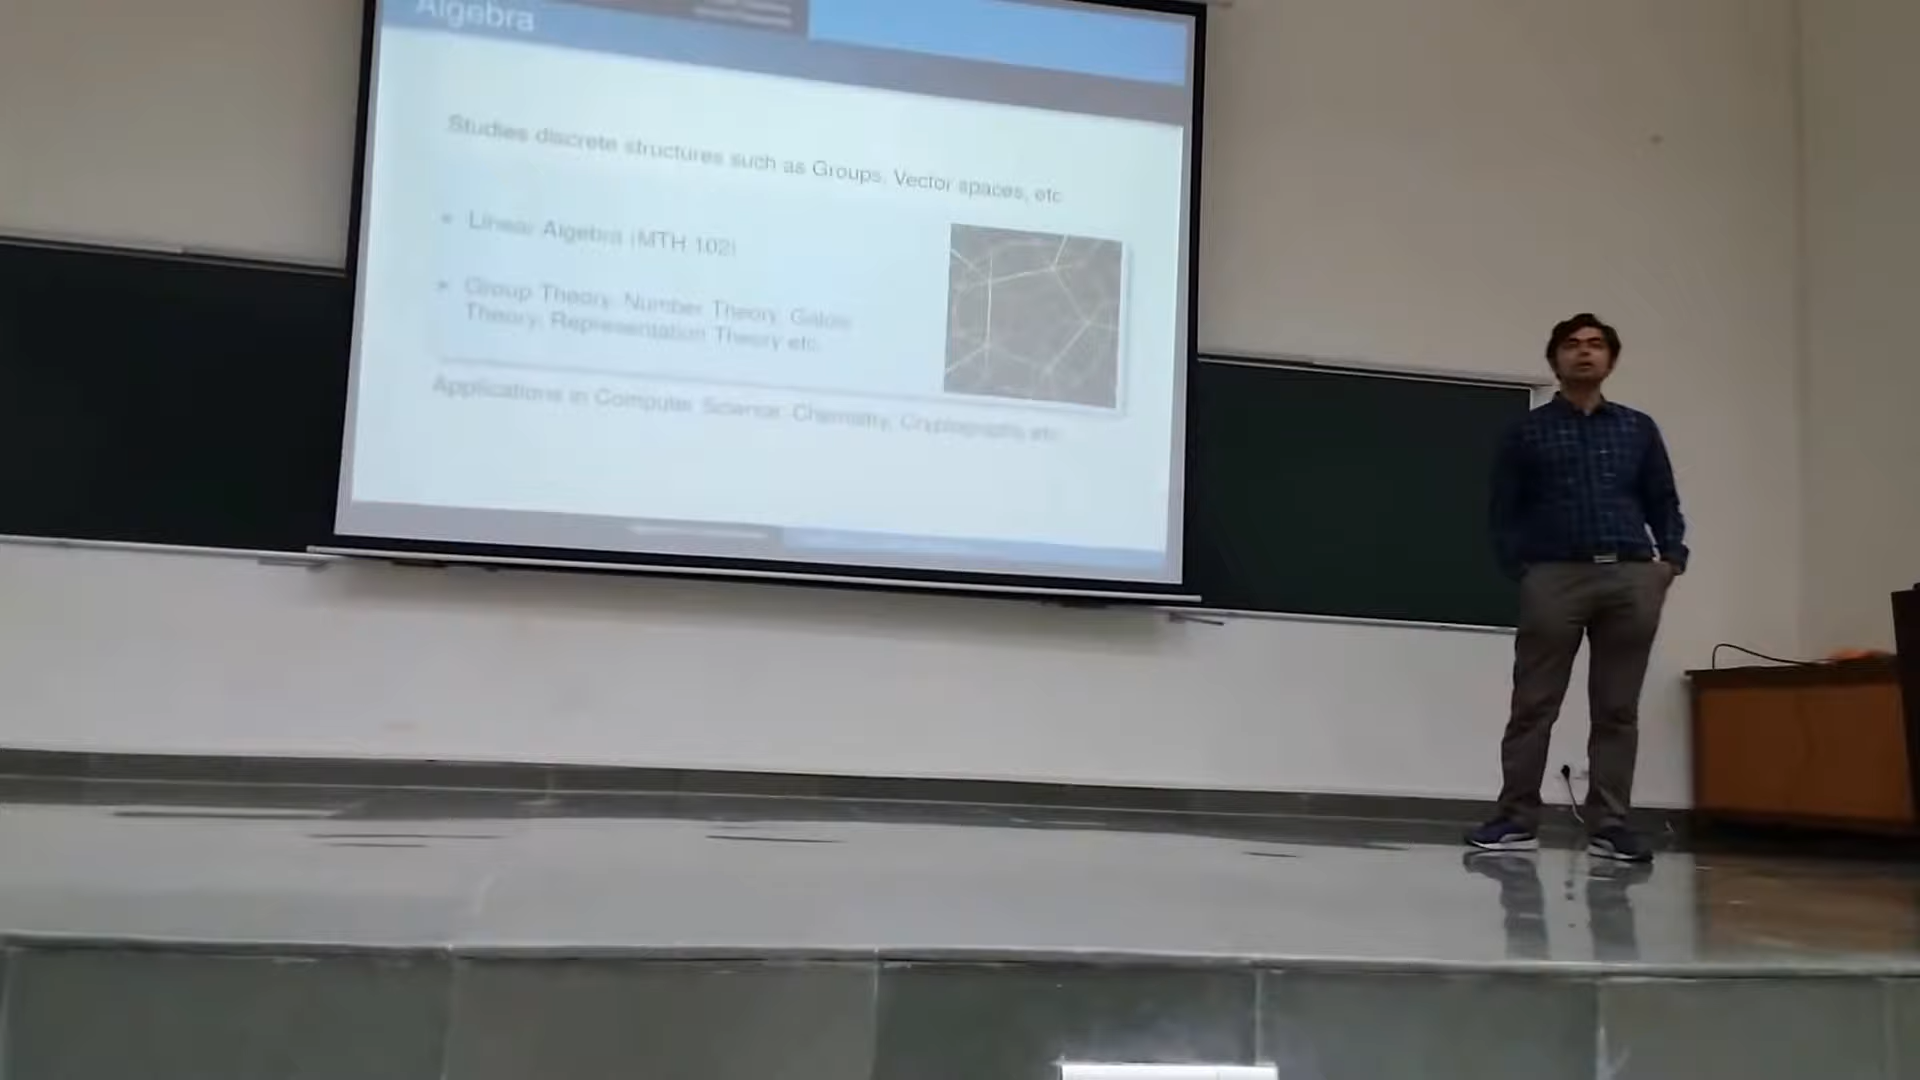 Algebra
Studies discrete structures such as Groups, Vector spaces, etc
Linear Algebra (MTH 102)
Group Theory, Number Theory, Galois
Theory, Representation Theory etc.
Applications in Computer Science, Chemistry, Cryptography, etc